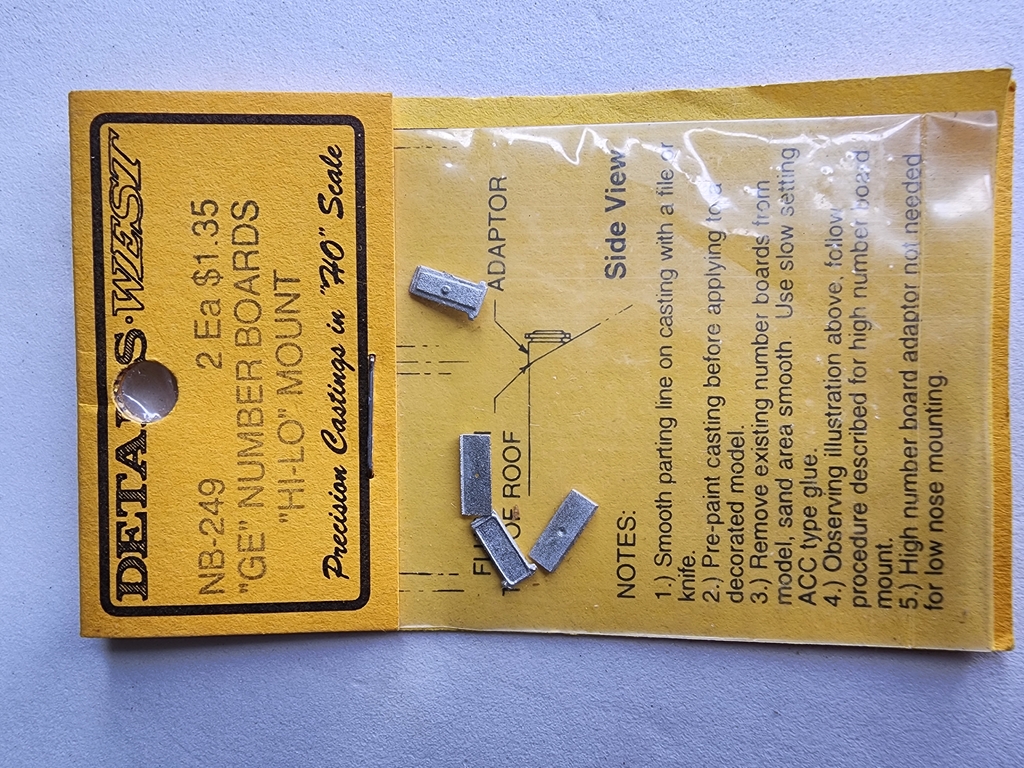 DETAILS•WEST
NB-249 2 Ea $1.35
"GE" NUMBER BOARDS
"HI-LO" MOUNT
Precision Castings in "HO" Scale
ADAPTOR
OF ROOF
Side View
NOTES:
1.) Smooth parting line on casting with a file or
knife.
2.) Pre-paint casting before applying to a
decorated model.
3.) Remove existing number boards from
model, sand area smooth Use slow setting
ACC type glue.
4.) Observing illustration above, follow
procedure described for high number board
mount.
5.) High number board adaptor not needed
for low nose mounting.